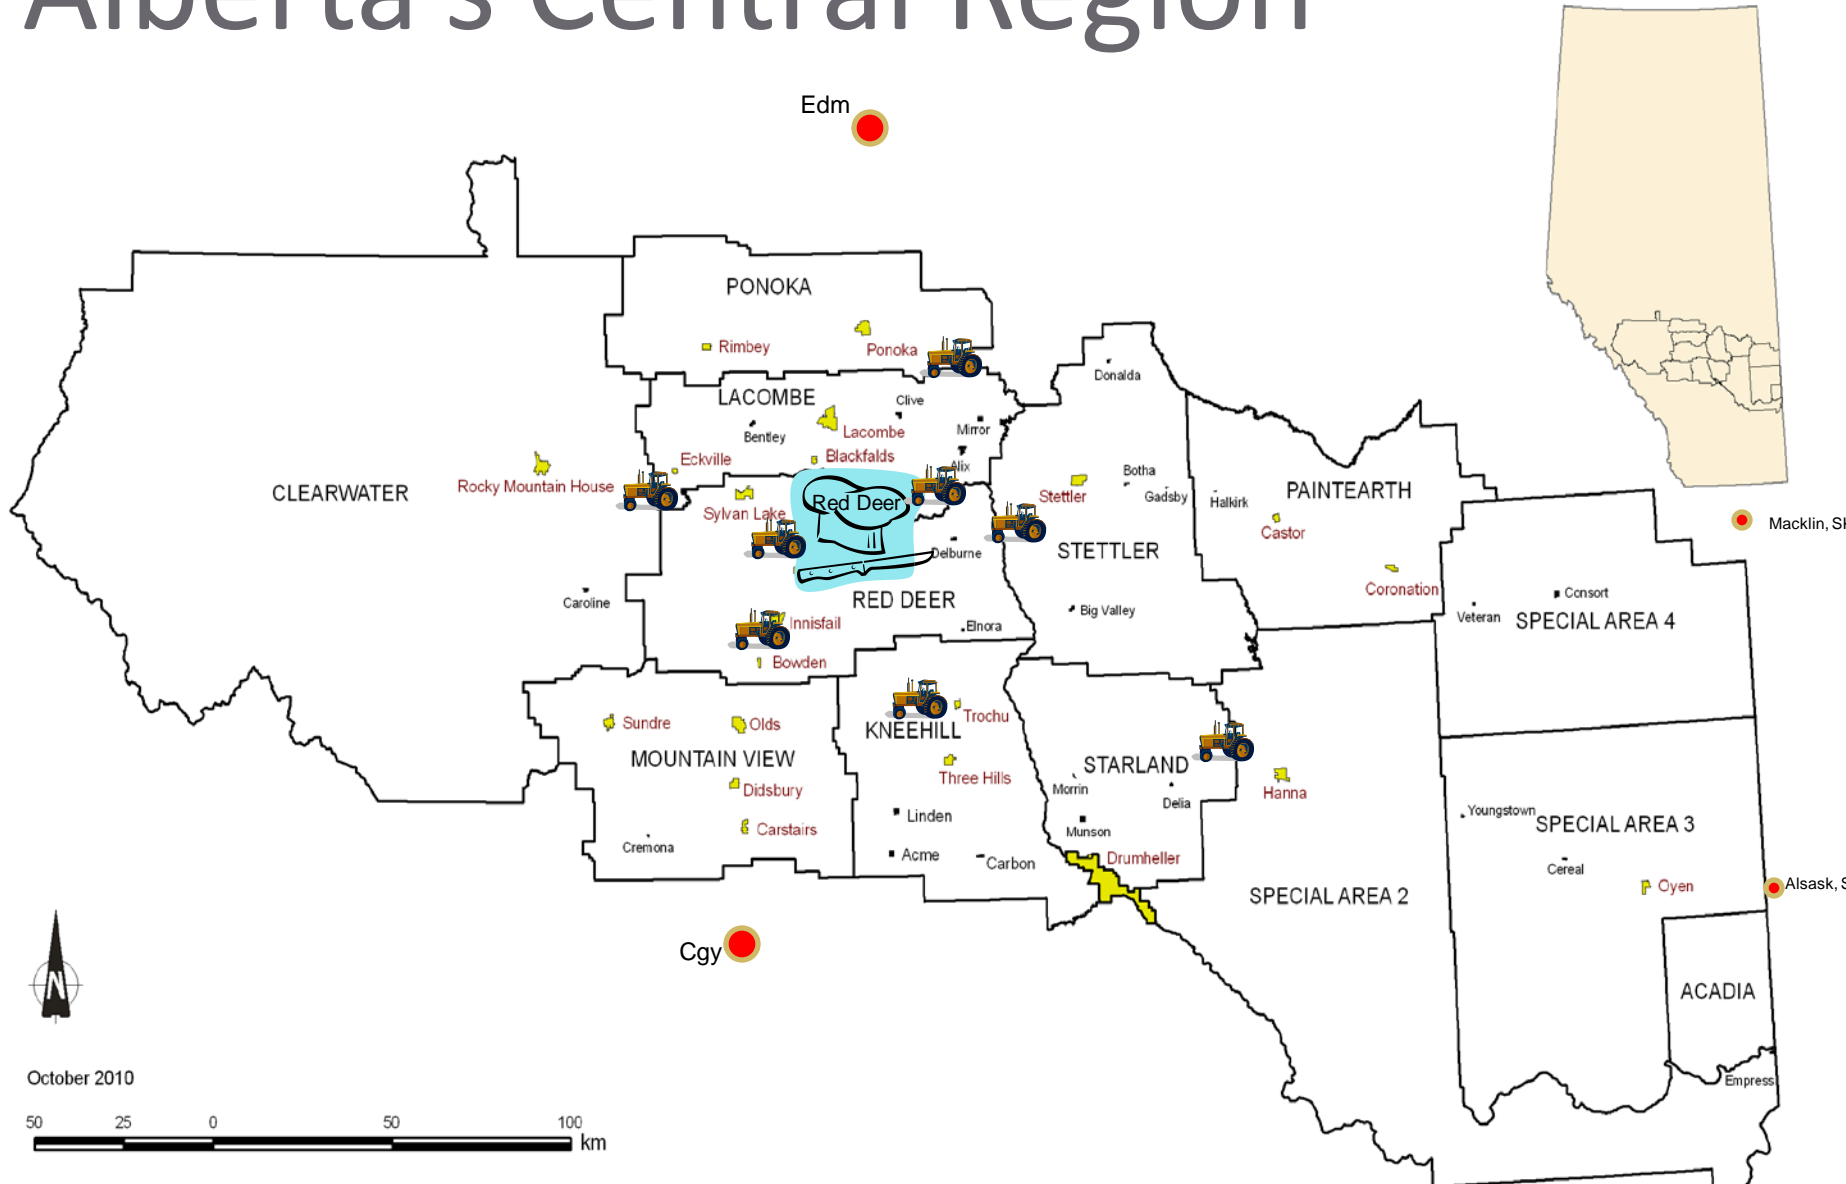 Alberta's Central Region
Edm
PONOKA
Rimbey
Ponoka
LACOMBE
Clive
Bentley
Lacombe
Mirror
Eckville
Blackfalds
Alix
Donalda
CLEARWATER
Rocky Mountain House
Sylvan Lake
Red Deer
Delburne
RED DEER
Caroline
Innisfail
Elnora
Bowden
Stettler
Botha
Gadsby
STETTLER
Big Valley
Halkirk
PAINTEARTH
Castor
Coronation
Macklin, S
Veteran
Consort
SPECIAL AREA 4
Sundre
Olds
MOUNTAIN VIEW
Didsbury
Carstairs
Cremona
KNEEHILL
Trochu
Three Hills
Linden
Acme
Carbon
STARLAND
Morrin
Delia
Munson
Drumheller
Hanna
SPECIAL AREA 2
Youngstown
SPECIAL AREA 3
Cereal
Oyen
Alsask, S
ACADIA
Empress
Cgy
N
October 2010
50 25 0 50 100
km